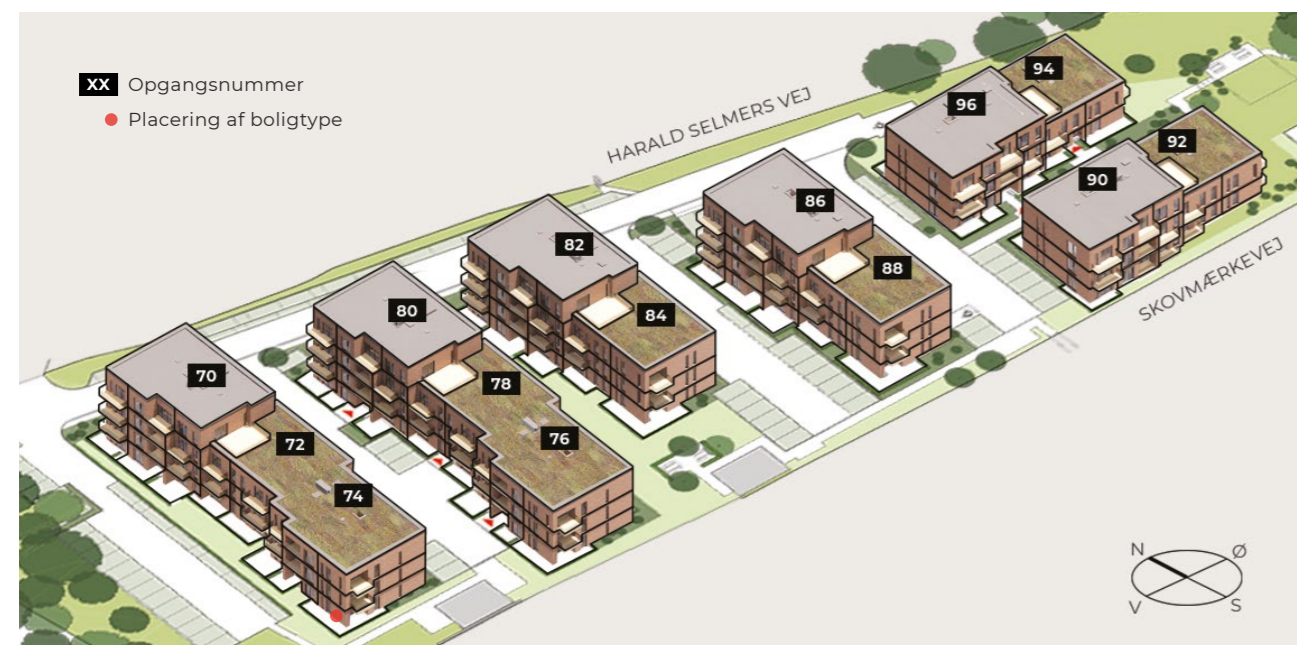 XX Opgangsnummer
Placering af boligtype
HARALD SELMERS VEJ
94
96
92
90
86
88
82
84
80
78
76
70
72
74
SKOVMÆRKEVEJ
N Ø
V S